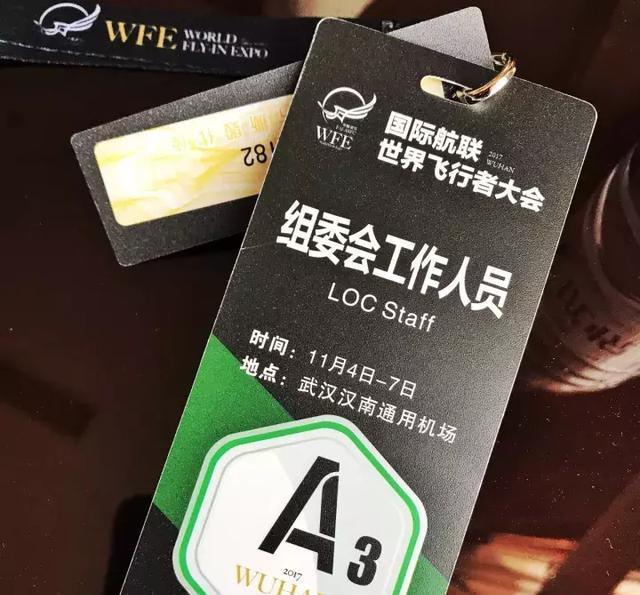 WFE WORLD
FLY-IN EXPO
182
WFE
国际航联 2017
世界飞行者大会 WUHAN
组委会工作人员
LOC Staff
时间：11月4日-7日
地点：武汉汉南通用机场
A3
2017